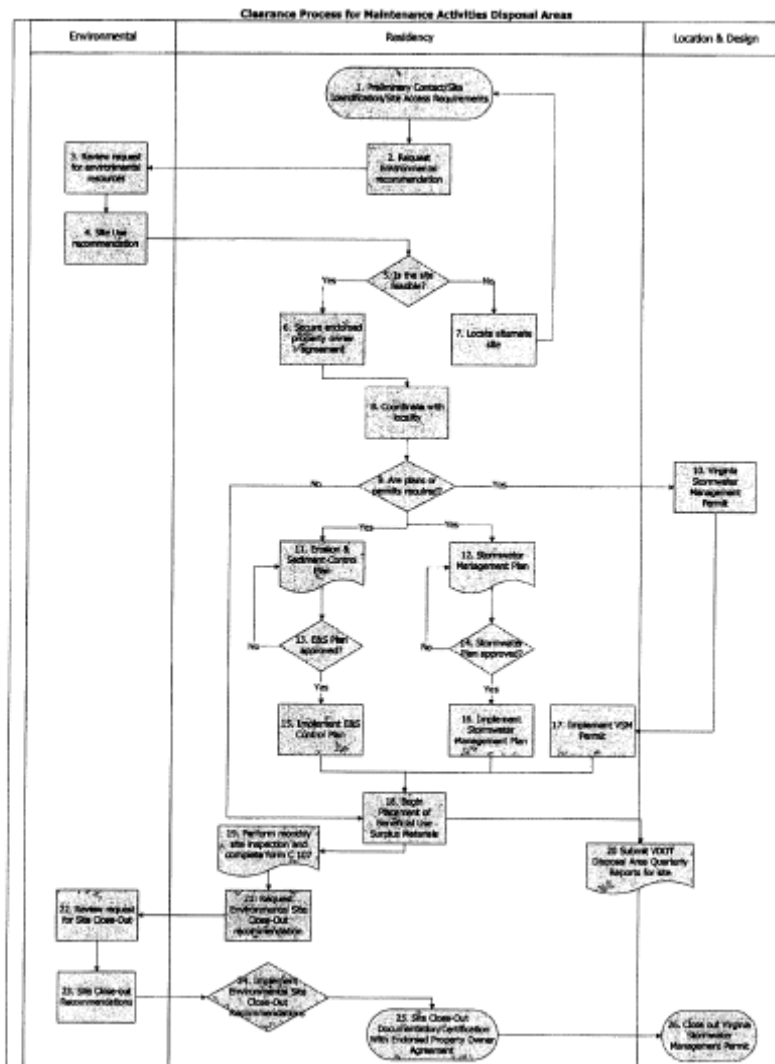 Clearance Process for Maintenance Activities Disposal Areas
Environmental
Residency
Location & Design
1. Preliminary Contact/Site
Identification/Site Access Requirements
2. Request
Environmental
recommendation
3. Review request
for environmental
resources
4. Site Use
recommendation
5. Is the site
feasible?
Yes
No
6. Secure endorsed
property owner
agreement
7. Locate alternate
site
8. Coordinate with
locality
9. Are plans or
permits required?
No
Yes
10. Virginia
Stormwater
Management
Permit
Yes
Yes
11. Erosion &
Sediment Control
Plan
12. Stormwater
Management Plan
13. E&S Plan
approved?
No
14. Stormwater
Plan approved?
No
Yes
Yes
15. Implement E&S
Control Plan
16. Implement
Stormwater
Management Plan
17. Implement VSM
Permit
18. Begin
Placement of
Beneficial Use -
Surplus Materials
19. Perform monthly
site inspection and
complete form C 107
20 Submit VDOT
Disposal Area Quarterly
Reports for site
21. Request
Environmental Site
Close-Out
recommendation
22. Review request
for Site Close-Out
23. Site Close-out
Recommendations
24. Implement
Environmental Site
Close-Out
Recommendations
25. Site Close-Out
Documentation/Certification
With Endorsed Property Owner
Agreement
26. Close out Virginia
Stormwater
Management Permit